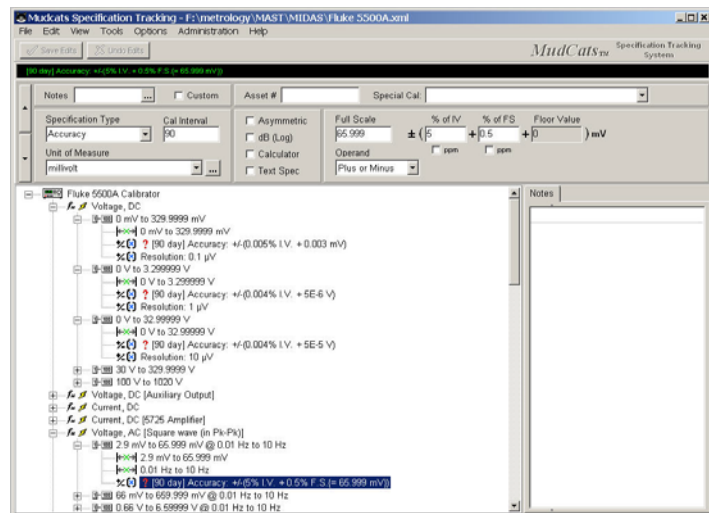 Mudcats Specification Tracking - F:\metrology\MAST\MIDAS\Fluke 5500A.xml
File Edit View Tools Options Administration Help
Save Edits Undo Edits MudCats TM Specification Tracking System
[90 day] Accuracy: +/-(5% I.V. + 0.5% F.S.(= 65.999 mV))
Notes ... Custom Asset # Special Cal:
Specification Type Cal Interval Asymmetric Full Scale % of IV % of FS Floor Value
Accuracy 90 dB (Log) 65.999 ± ( 5 + 0.5 + 0 ) mV
Unit of Measure Calculator Operand ppm ppm
millivolt ... Text Spec Plus or Minus
Fluke 5500A Calibrator Notes
Voltage, DC
0 mV to 329.9999 mV
0 mV to 329.9999 mV
? [90 day] Accuracy: +/-(0.005% I.V. + 0.003 mV)
Resolution: 0.1 µV
0 V to 3.299999 V
0 V to 3.299999 V
? [90 day] Accuracy: +/-(0.004% I.V. + 5E-6 V)
Resolution: 1 µV
0 V to 32.99999 V
0 V to 32.99999 V
? [90 day] Accuracy: +/-(0.004% I.V. + 5E-5 V)
Resolution: 10 µV
30 V to 329.9999 V
100 V to 1020 V
Voltage, DC [Auxiliary Output]
Current, DC
Current, DC [5725 Amplifier]
Voltage, AC [Square wave (in Pk-Pk)]
2.9 mV to 65.999 mV @ 0.01 Hz to 10 Hz
2.9 mV to 65.999 mV
0.01 Hz to 10 Hz
? [90 day] Accuracy: +/-(5% I.V. + 0.5% F.S.(= 65.999 mV))
66 mV to 659.999 mV @ 0.01 Hz to 10 Hz
0.66 V to 6.59999 V @ 0.01 Hz to 10 Hz